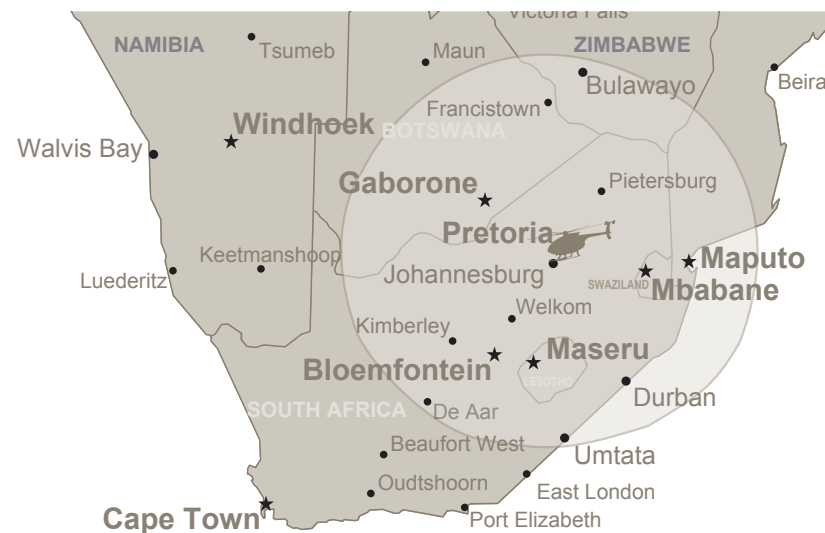 Victoria Falls
NAMIBIA
ZIMBABWE
Tsumeb
Maun
Bulawayo
Beira
Francistown
Windhoek
BOTSWANA
Walvis Bay
Gaborone
Pietersburg
Pretoria
Keetmanshoop
Maputo
Luederitz
Johannesburg
SWAZILAND
Mbabane
Welkom
Kimberley
Maseru
Bloemfontein
LESOTHO
Durban
SOUTH AFRICA
De Aar
Beaufort West
Umtata
Oudtshoorn
East London
Cape Town
Port Elizabeth